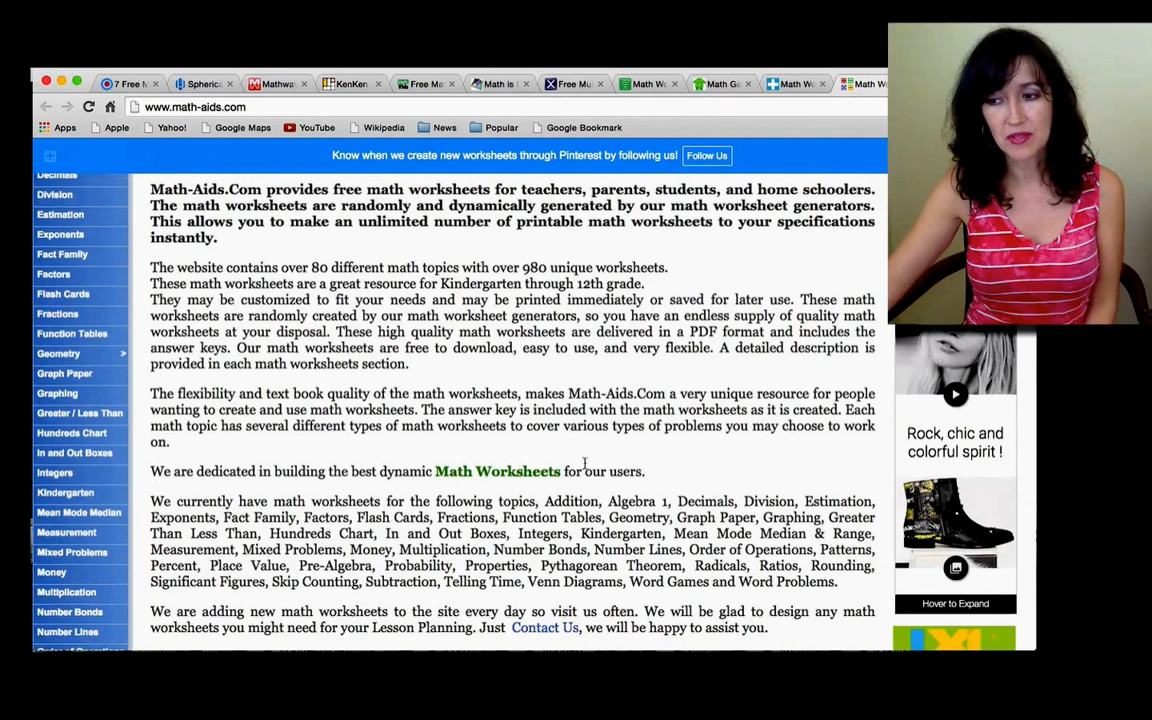 7 Free M
Spherica
Mathwa
KenKen
Free Ma
Math is
Free Mu
Math Wo
Math Ga
Math Wo
Math Wo
www.math-aids.com
Apps
Apple
Yahoo!
Google Maps
YouTube
Wikipedia
News
Popular
Google Bookmark
Know when we create new worksheets through Pinterest by following us! Follow Us
Decimals
Division
Estimation
Exponents
Fact Family
Factors
Flash Cards
Fractions
Function Tables
Geometry >
Graph Paper
Graphing
Greater / Less Than
Hundreds Chart
In and Out Boxes
Integers
Kindergarten
Mean Mode Median
Measurement
Mixed Problems
Money
Multiplication
Number Bonds
Number Lines
Math-Aids.Com provides free math worksheets for teachers, parents, students, and home schoolers.
The math worksheets are randomly and dynamically generated by our math worksheet generators.
This allows you to make an unlimited number of printable math worksheets to your specifications
instantly.
The website contains over 80 different math topics with over 980 unique worksheets.
These math worksheets are a great resource for Kindergarten through 12th grade.
They may be customized to fit your needs and may be printed immediately or saved for later use. These math
worksheets are randomly created by our math worksheet generators, so you have an endless supply of quality math
worksheets at your disposal. These high quality math worksheets are delivered in a PDF format and includes the
answer keys. Our math worksheets are free to download, easy to use, and very flexible. A detailed description is
provided in each math worksheets section.
The flexibility and text book quality of the math worksheets, makes Math-Aids.Com a very unique resource for people
wanting to create and use math worksheets. The answer key is included with the math worksheets as it is created. Each
math topic has several different types of math worksheets to cover various types of problems you may choose to work
on.
We are dedicated in building the best dynamic Math Worksheets for our users.
We currently have math worksheets for the following topics, Addition, Algebra 1, Decimals, Division, Estimation,
Exponents, Fact Family, Factors, Flash Cards, Fractions, Function Tables, Geometry, Graph Paper, Graphing, Greater
Than Less Than, Hundreds Chart, In and Out Boxes, Integers, Kindergarten, Mean Mode Median & Range,
Measurement, Mixed Problems, Money, Multiplication, Number Bonds, Number Lines, Order of Operations, Patterns,
Percent, Place Value, Pre-Algebra, Probability, Properties, Pythagorean Theorem, Radicals, Ratios, Rounding,
Significant Figures, Skip Counting, Subtraction, Telling Time, Venn Diagrams, Word Games and Word Problems.
We are adding new math worksheets to the site every day so visit us often. We will be glad to design any math
worksheets you might need for your Lesson Planning. Just Contact Us, we will be happy to assist you.
Rock, chic and
colorful spirit !
Hover to Expand